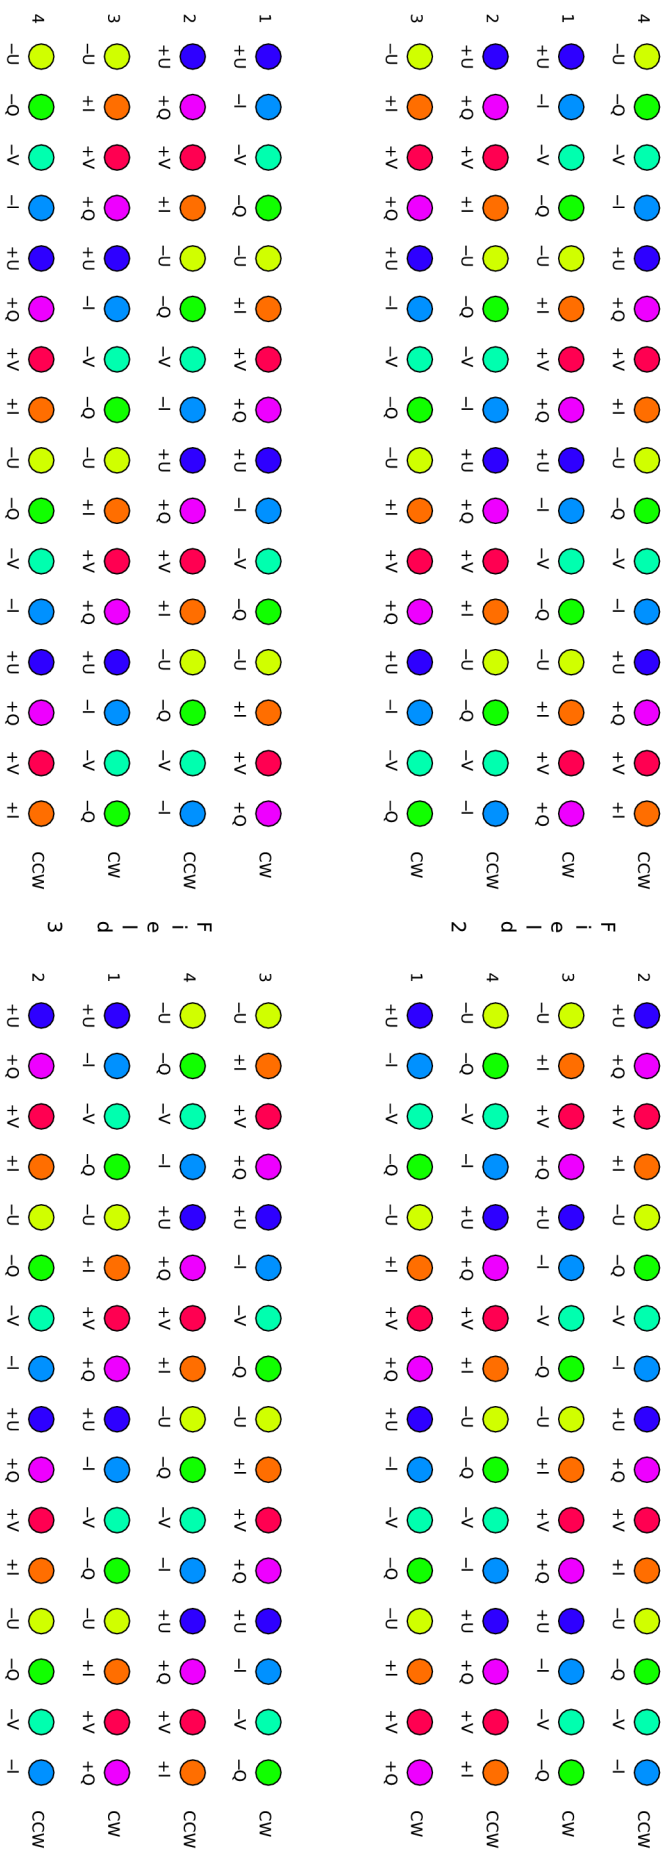 4 −U −Q −V −I +U +Q +V +I −U −Q −V −I +U +Q +V +I CCW
1 +U −I −V −Q −U +I +V +Q +U −I −V −Q −U +I +V +Q CW
2 +U +Q +V +I −U −Q −V −I +U +Q +V +I −U −Q −V −I CCW
3 −U +I +V +Q +U −I −V −Q −U +I +V +Q +U −I −V −Q CW
Field 2
2 +U +Q +V +I −U −Q −V −I +U +Q +V +I −U −Q −V −I CCW
3 −U +I +V +Q +U −I −V −Q −U +I +V +Q +U −I −V −Q CW
4 −U −Q −V −I +U +Q +V +I −U −Q −V −I +U +Q +V +I CCW
1 +U −I −V −Q −U +I +V +Q +U −I −V −Q −U +I +V +Q CW
1 +U −I −V −Q −U +I +V +Q +U −I −V −Q −U +I +V +Q CW
2 +U +Q +V +I −U −Q −V −I +U +Q +V +I −U −Q −V −I CCW
3 −U +I +V +Q +U −I −V −Q −U +I +V +Q +U −I −V −Q CW
4 −U −Q −V −I +U +Q +V +I −U −Q −V −I +U +Q +V +I CCW
Field 3
3 −U +I +V +Q +U −I −V −Q −U +I +V +Q +U −I −V −Q CW
4 −U −Q −V −I +U +Q +V +I −U −Q −V −I +U +Q +V +I CCW
1 +U −I −V −Q −U +I +V +Q +U −I −V −Q −U +I +V +Q CW
2 +U +Q +V +I −U −Q −V −I +U +Q +V +I −U −Q −V −I CCW